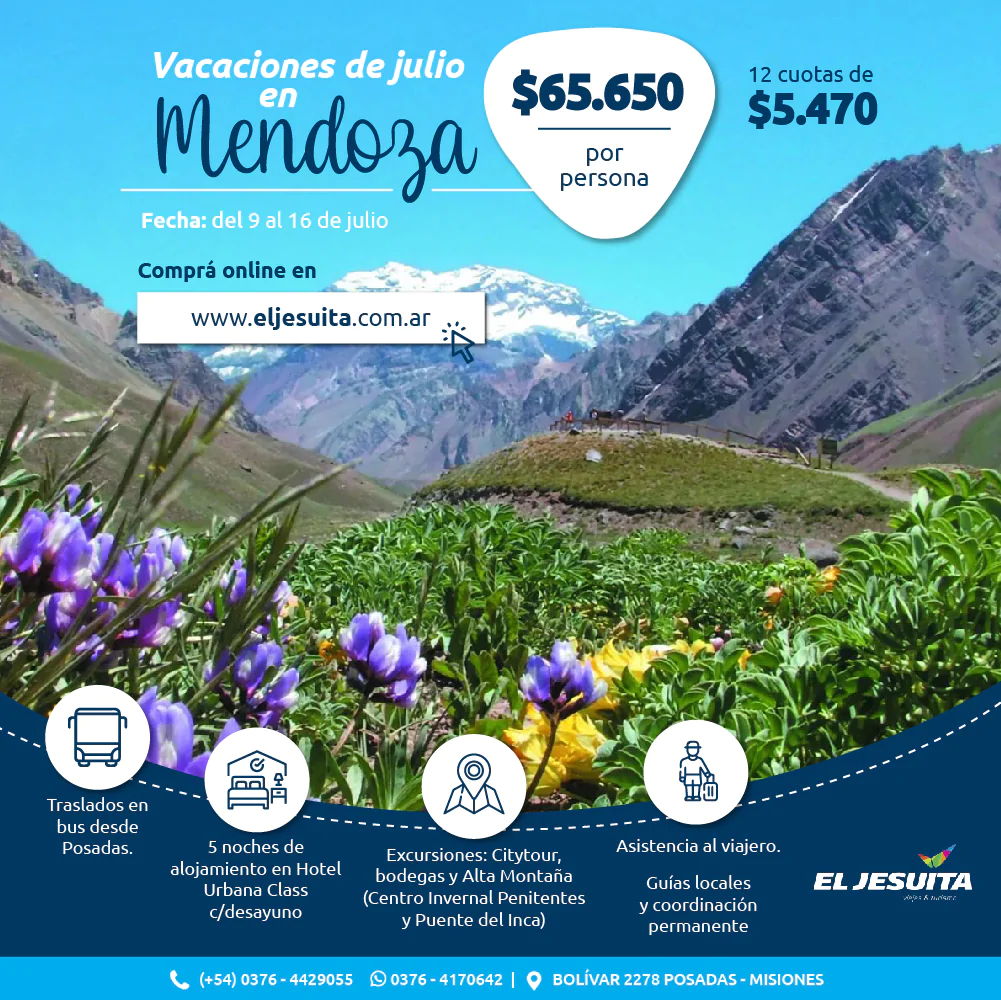 Vacaciones de julio
en
Mendoza
$65.650
por
persona
12 cuotas de
$5.470
Fecha: del 9 al 16 de julio
Comprá online en
www.eljesuita.com.ar
Traslados en
bus desde
Posadas.
5 noches de
alojamiento en Hotel
Urbana Class
c/desayuno
Excursiones: Citytour,
bodegas y Alta Montaña
(Centro Invernal Penitentes
y Puente del Inca)
Asistencia al viajero.
Guías locales
y coordinación
permanente
EL JESUITA
viajes & turismo
(+54) 0376 - 4429055 0376 - 4170642 | BOLÍVAR 2278 POSADAS - MISIONES